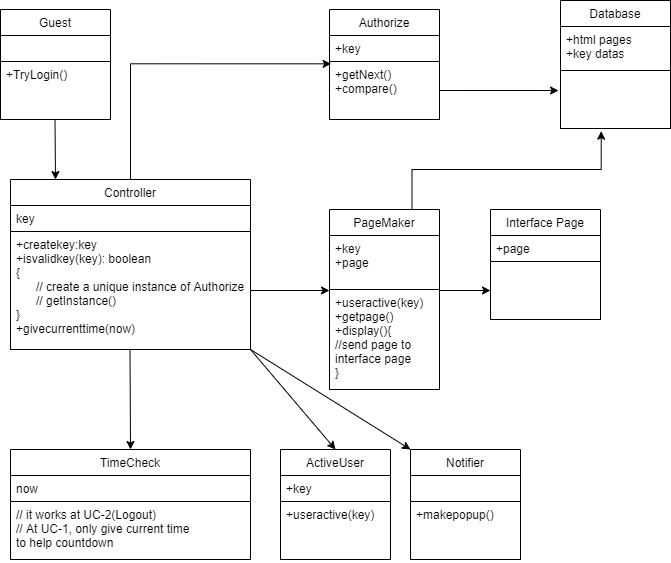 Guest
+TryLogin()
Authorize
+key
+getNext()
+compare()
Database
+html pages
+key datas
Controller
key
+createkey:key
+isvalidkey(key): boolean
{
// create a unique instance of Authorize
// getInstance()
}
+givecurrenttime(now)
PageMaker
+key
+page
+useractive(key)
+getpage()
+display(){
//send page to
interface page
}
Interface Page
+page
TimeCheck
now
// it works at UC-2(Logout)
// At UC-1, only give current time
to help countdown
ActiveUser
+key
+useractive(key)
Notifier
+makepopup()